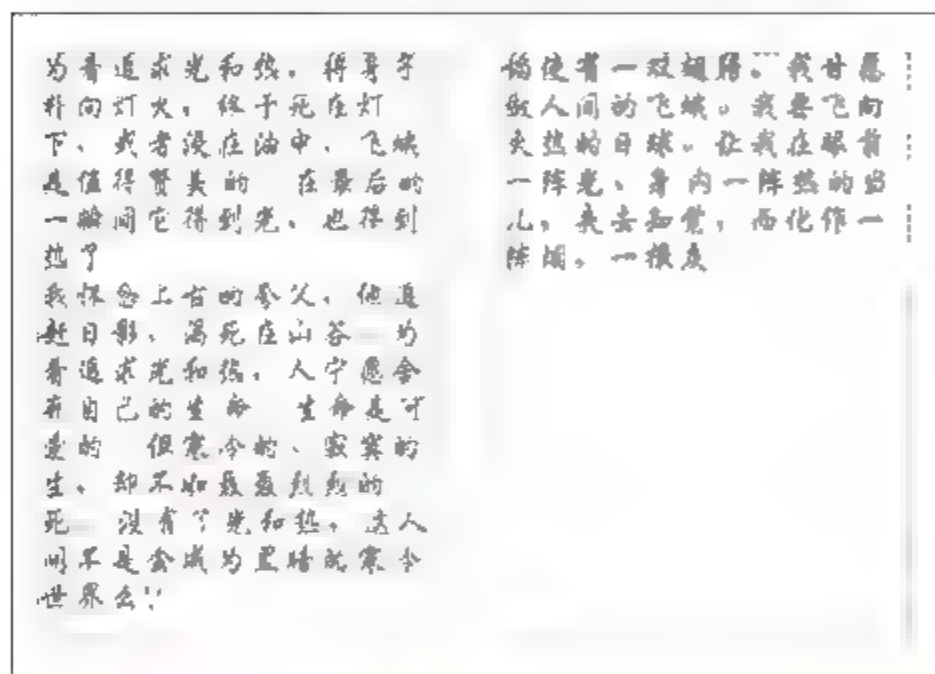 为着追求光和热，将身子
扑向灯火，终于死在灯
下，或者浸在油中，飞蛾
是值得赞美的 在最后的
一瞬间它得到光，也得到
热了
我怀念上古的夸父，他追
赶日影，渴死在山谷 为
着追求光和热，人宁愿舍
弃自己的生命 生命是可
爱的 但寒冷的、寂寞的
生，却不如轰轰烈烈的
死 没有了光和热，这人
间不是会成为黑暗的寒冷
世界么!!
倘使有一双翅膀，我甘愿
做人间的飞蛾。我要飞向
火热的日球。让我在眼前
一阵光、身内一阵热的当
儿，失去知觉，而化作一
阵烟，一撮灰